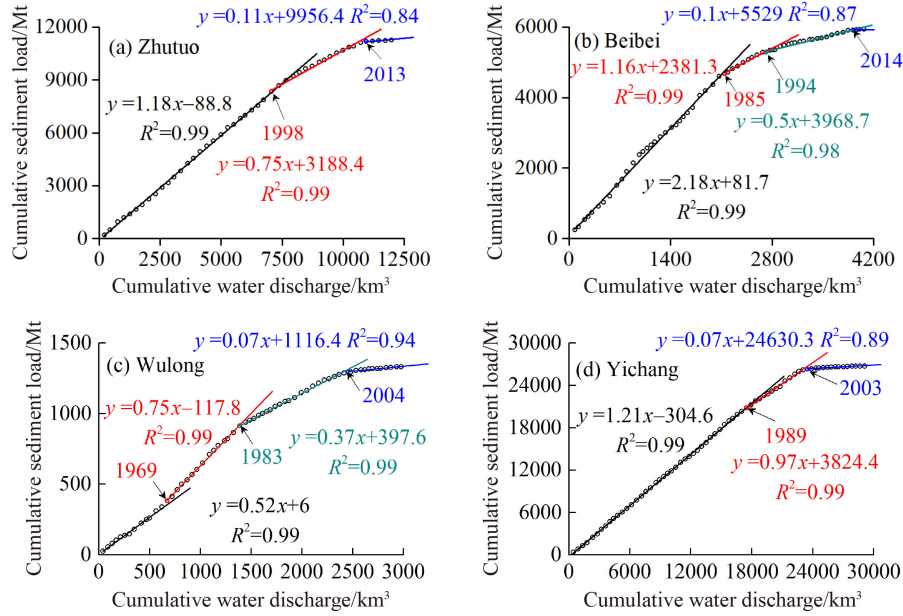 y=0.11x+9956.4 R²=0.84
(a) Zhutuo
2013
y=1.18x−88.8
R²=0.99
1998
y=0.75x+3188.4
R²=0.99
Cumulative sediment load/Mt
12000
9000
6000
3000
0
0 2500 5000 7500 10000 12500
Cumulative water discharge/km³
y=0.1x+5529 R²=0.87
(b) Beibei
2014
y=1.16x+2381.3
R²=0.99
1985
1994
y=0.5x+3968.7
R²=0.98
y=2.18x+81.7
R²=0.99
Cumulative sediment load/Mt
8000
6000
4000
2000
0
0 1400 2800 4200
Cumulative water discharge/km³
y=0.07x+1116.4 R²=0.94
(c) Wulong
2004
y=0.75x−117.8
R²=0.99
1969
1983
y=0.37x+397.6
R²=0.99
y=0.52x+6
R²=0.99
Cumulative sediment load/Mt
1500
1000
500
0
0 500 1000 1500 2000 2500 3000
Cumulative water discharge/km³
y=0.07x+24630.3 R²=0.89
(d) Yichang
2003
y=1.21x−304.6
R²=0.99
1989
y=0.97x+3824.4
R²=0.99
Cumulative sediment load/Mt
30000
26000
22000
18000
14000
12000
6000
0
0 6000 12000 18000 24000 30000
Cumulative water discharge/km³